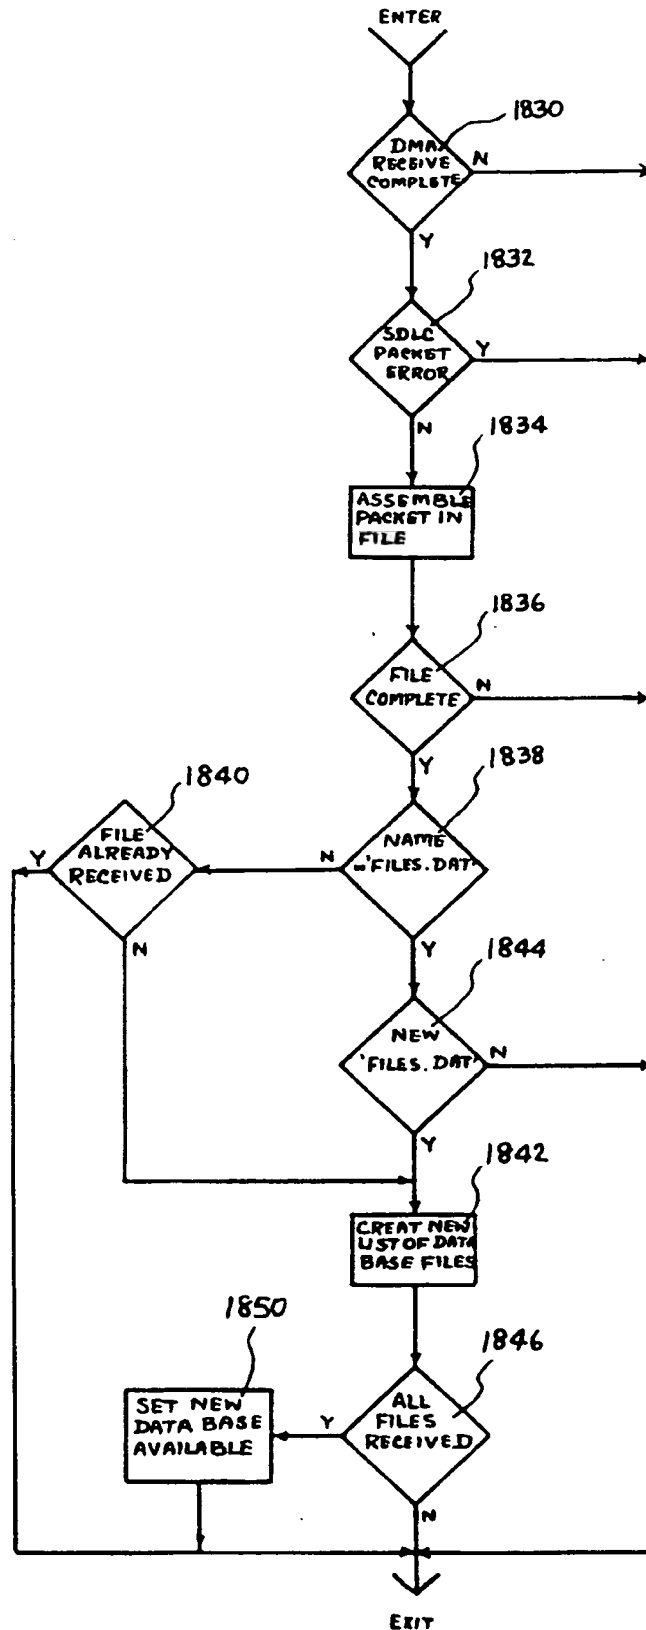 ENTER
1830
DMA
RECEIVE
COMPLETE
N
Y
1832
SDLC
PACKET
ERROR
Y
N
1834
ASSEMBLE
PACKET IN
FILE
1836
FILE
COMPLETE
N
Y
1838
NAME
='FILES.DAT'
N
Y
1840
FILE
ALREADY
RECEIVED
Y
N
1844
NEW
'FILES.DAT'
N
Y
1842
CREAT NEW
LIST OF DATA
BASE FILES
1846
ALL
FILES
RECEIVED
Y
N
1850
SET NEW
DATA BASE
AVAILABLE
EXIT